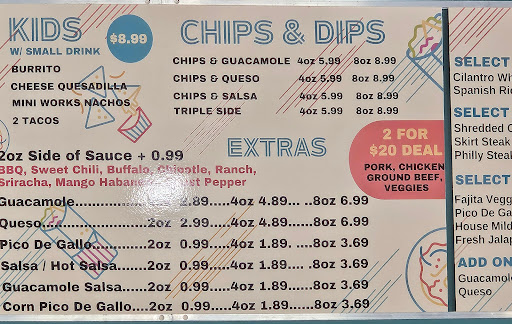 KIDS
W/ SMALL DRINK
$8.99
BURRITO
CHEESE QUESADILLA
MINI WORKS NACHOS
2 TACOS
CHIPS & DIPS
CHIPS & GUACAMOLE 4oz 5.99 8oz 8.99
CHIPS & QUESO 4oz 5.99 8oz 8.99
CHIPS & SALSA 4oz 5.99 8oz 8.99
TRIPLE SIDE 4oz 5.99 8oz 8.99
EXTRAS
2oz Side of Sauce + 0.99
BBQ, Sweet Chili, Buffalo, Chipotle, Ranch,
Sriracha, Mango Habanero, Ghost Pepper
2 FOR
$20 DEAL
PORK, CHICKEN
GROUND BEEF,
VEGGIES
Guacamole 2.89....4oz 4.89... ..8oz 6.99
Queso 2oz 2.99....4oz 4.89......8oz 6.99
Pico De Gallo..........2oz 0.99.....4oz 1.89. ....8oz 3.69
Salsa / Hot Salsa......2oz 0.99.....4oz 1.89. ....8oz 3.69
Guacamole Salsa......2oz 0.99.....4oz 1.89......8oz 3.69
Corn Pico De Gallo....2oz 0.99.....4oz 1.89......8oz 3.69
SELECT
Cilantro
Spanish
SELECT
Shredded
Skirt Steak
Philly Steak
SELECT
Fajita
Pico De
House Mild
Fresh
ADD ON
Guacamole
Queso